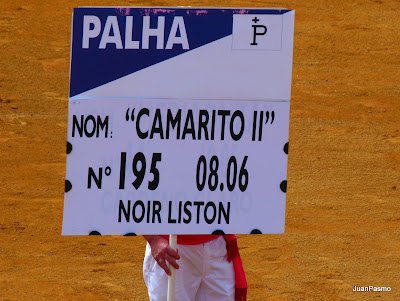 PALHA
P
NOM: "CAMARITO II"
N° 195 08.06
NOIR LISTON
JuanPasmo